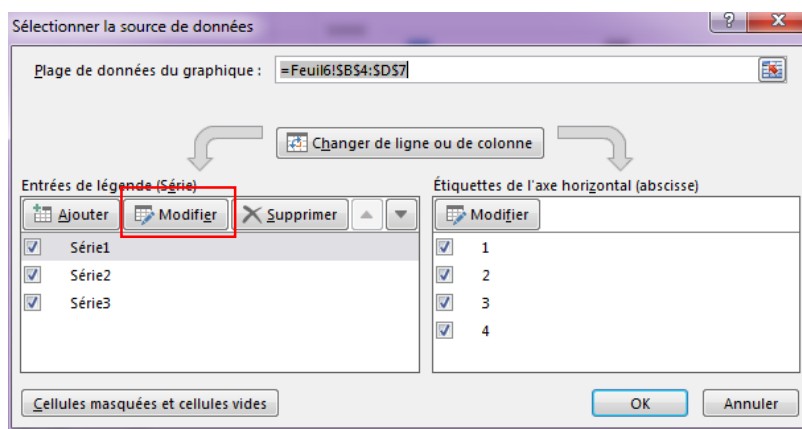 Sélectionner la source de données
Plage de données du graphique : =Feuil6!$B$4:$D$7
Changer de ligne ou de colonne
Entrées de légende (Série)
Ajouter Modifier Supprimer
Série1
Série2
Série3
Étiquettes de l'axe horizontal (abscisse)
Modifier
1
2
3
4
Cellules masquées et cellules vides
OK Annuler